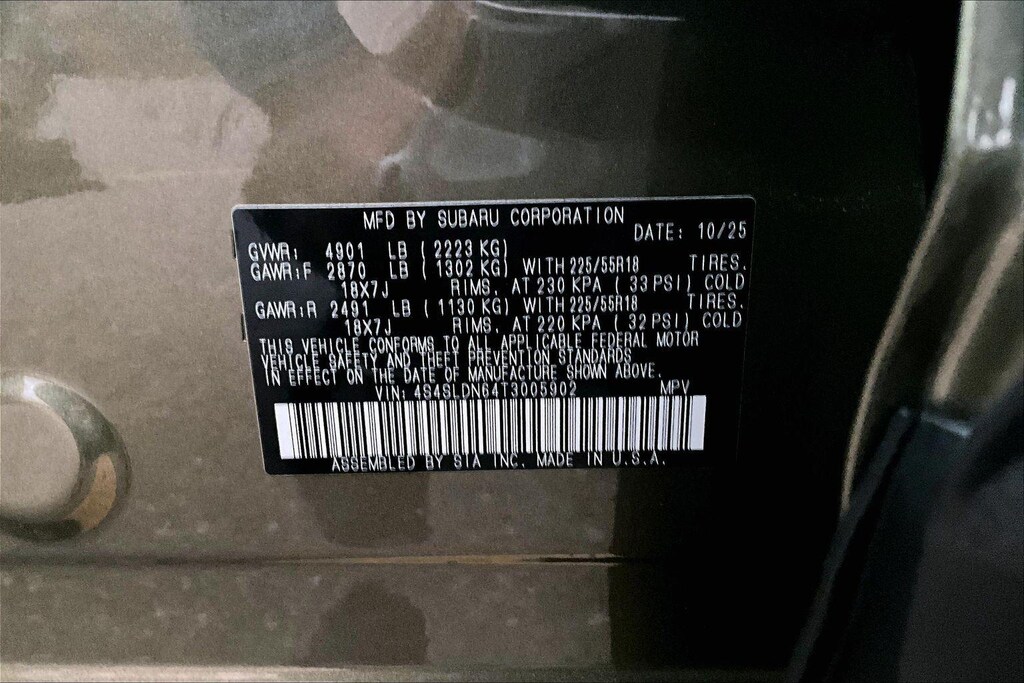 MFD BY SUBARU CORPORATION
DATE: 10/25
GVWR: 4901 LB ( 2223 KG)
GAWR:F 2870 LB ( 1302 KG) WITH 225/55R18 TIRES.
18X7J RIMS. AT 230 KPA ( 33 PSI) COLD
GAWR:R 2491 LB ( 1130 KG) WITH 225/55R18 TIRES.
18X7J RIMS. AT 220 KPA ( 32 PSI) COLD
THIS VEHICLE CONFORMS TO ALL APPLICABLE FEDERAL MOTOR
VEHICLE SAFETY AND THEFT PREVENTION STANDARDS
IN EFFECT ON THE DATE OF MANUFACTURE SHOWN ABOVE.
VIN: 4S4SLDN64T3005902 MPV
ASSEMBLED BY SIA INC. MADE IN U.S.A.